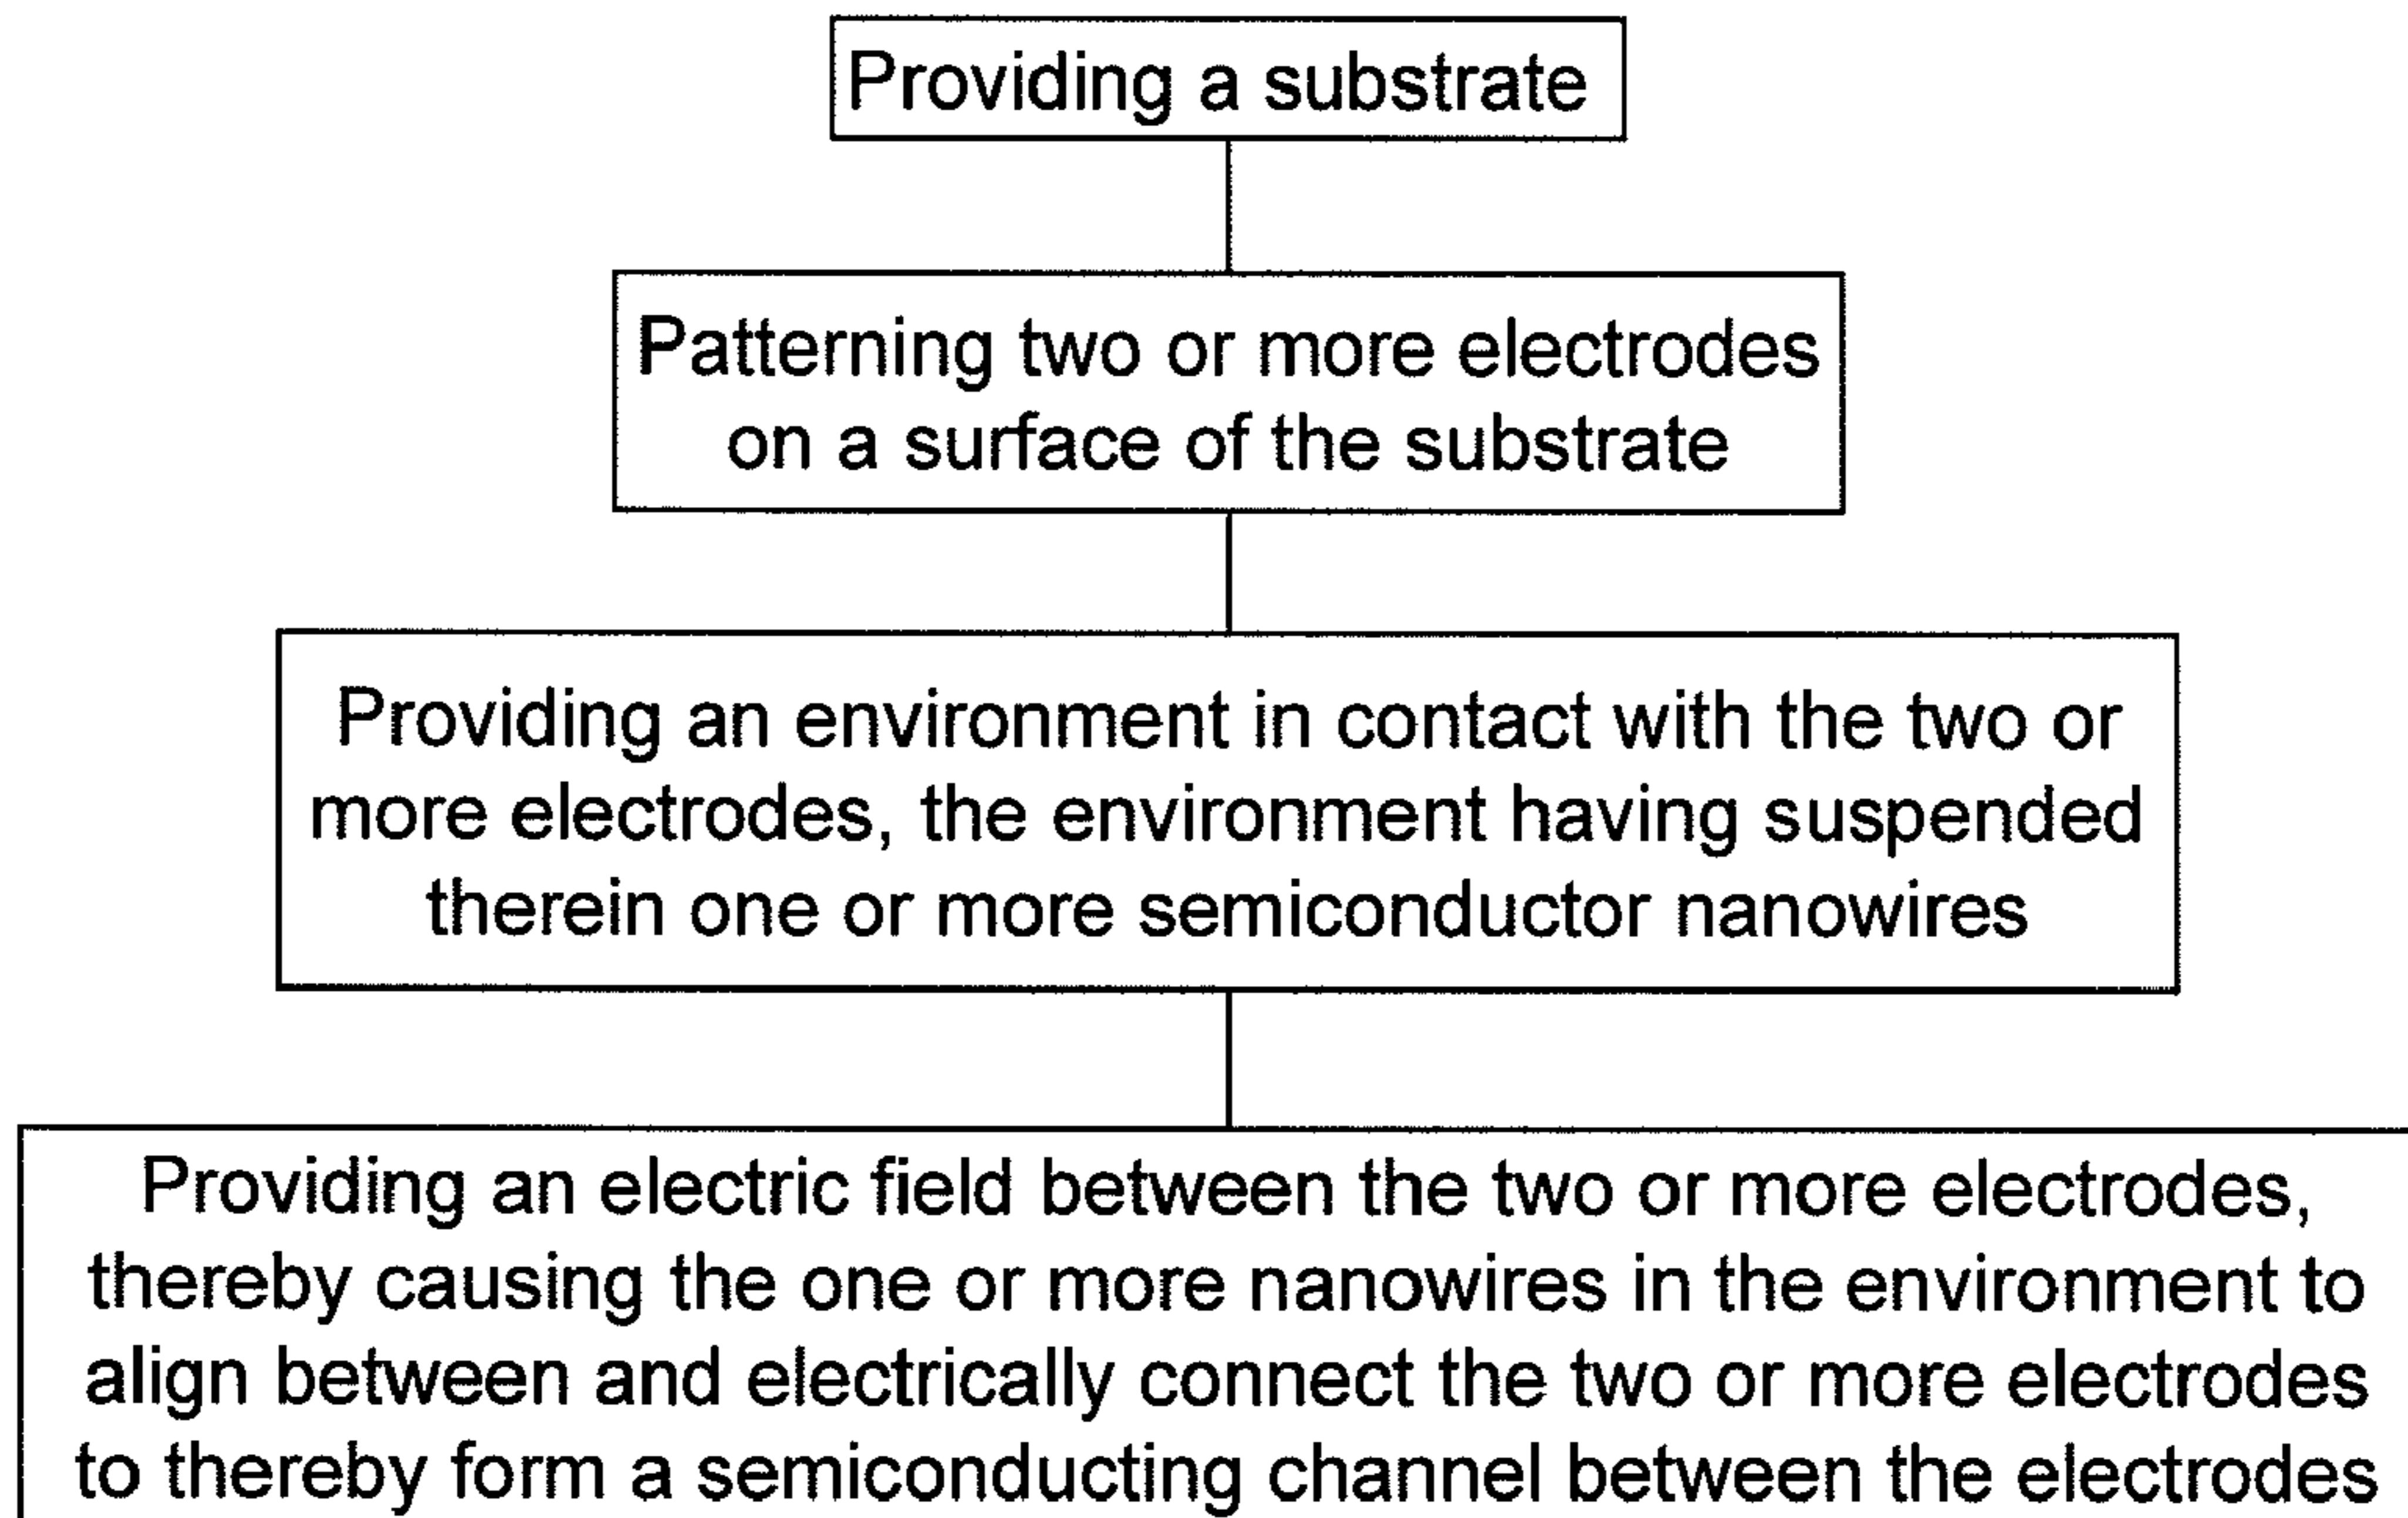 Providing a substrate
Patterning two or more electrodes
on a surface of the substrate
Providing an environment in contact with the two or
more electrodes, the environment having suspended
therein one or more semiconductor nanowires
Providing an electric field between the two or more electrodes,
thereby causing the one or more nanowires in the environment to
align between and electrically connect the two or more electrodes
to thereby form a semiconducting channel between the electrodes